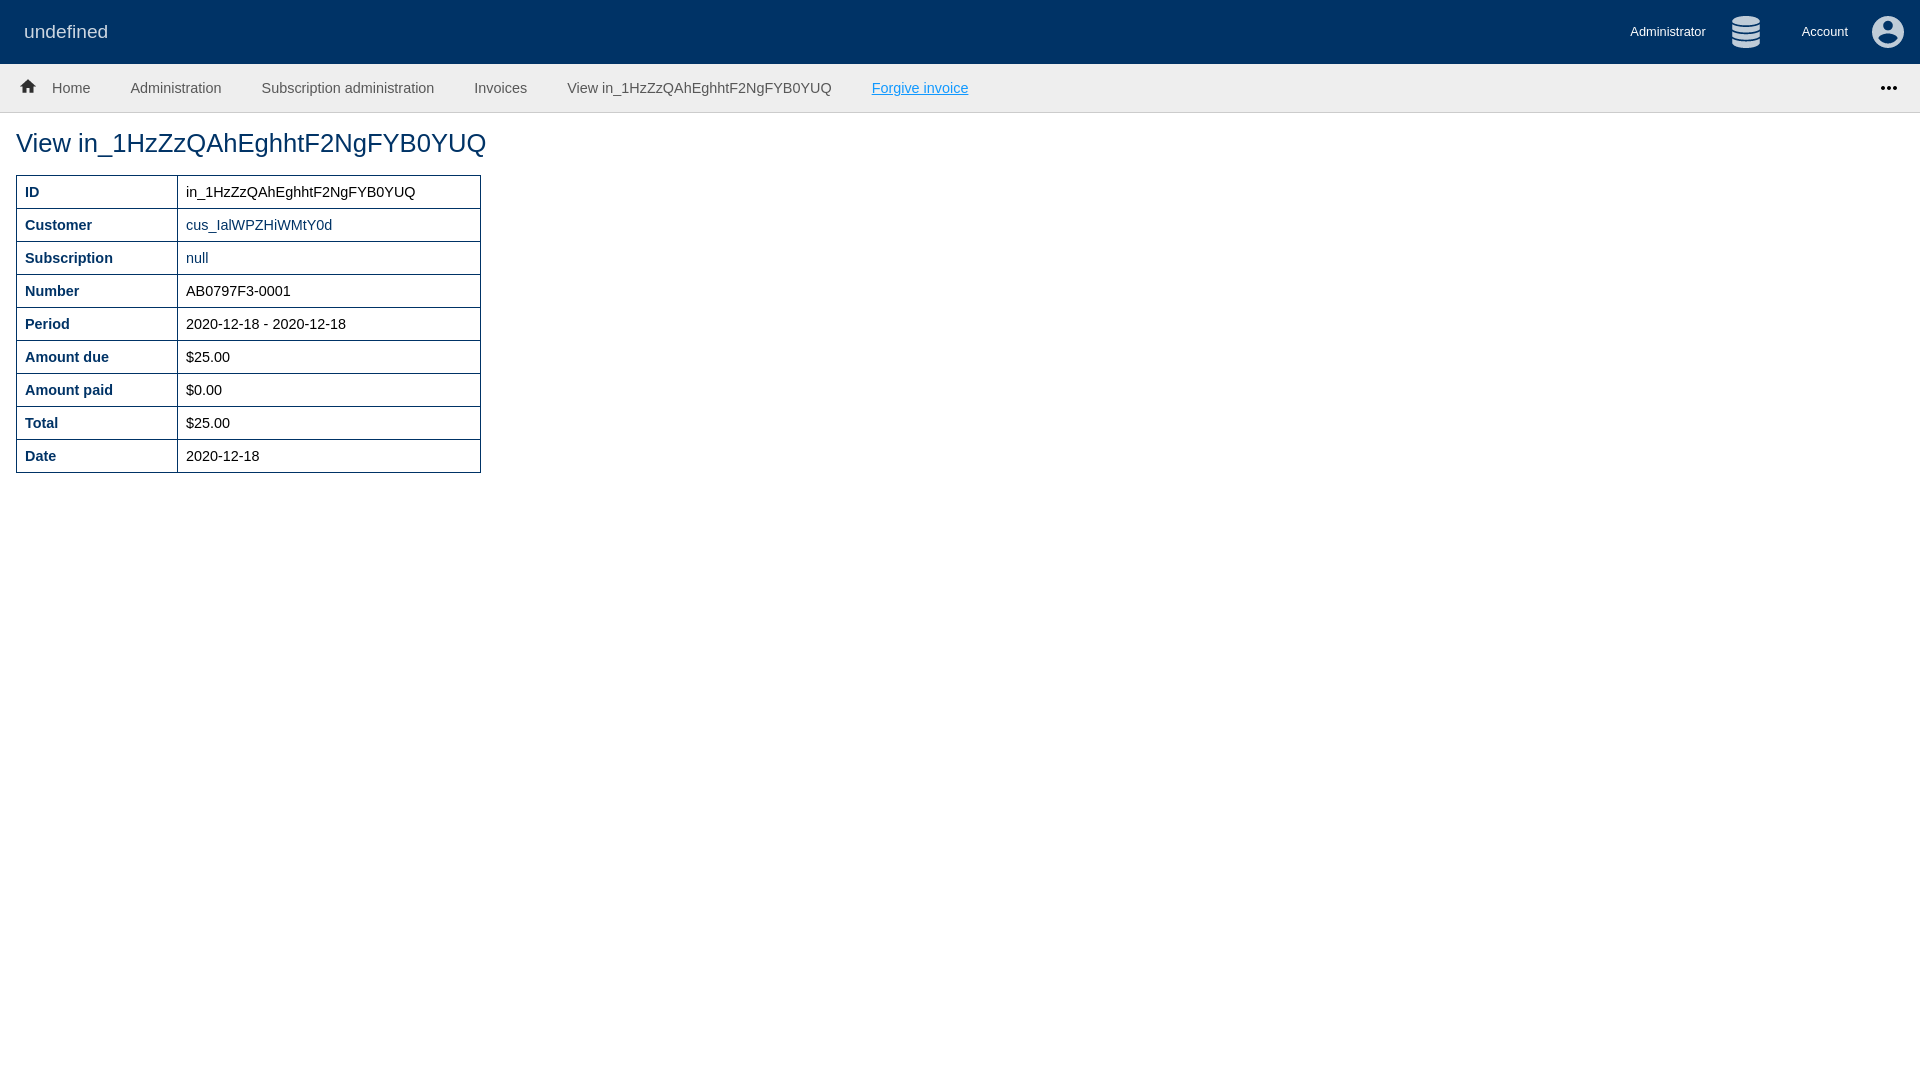 undefined
Administrator
Account
Home Administration Subscription administration Invoices View in_1HzZzQAhEghhtF2NgFYB0YUQ Forgive invoice
View in_1HzZzQAhEghhtF2NgFYB0YUQ
ID in_1HzZzQAhEghhtF2NgFYB0YUQ
Customer cus_IalWPZHiWMtY0d
Subscription null
Number AB0797F3-0001
Period 2020-12-18 - 2020-12-18
Amount due $25.00
Amount paid $0.00
Total $25.00
Date 2020-12-18